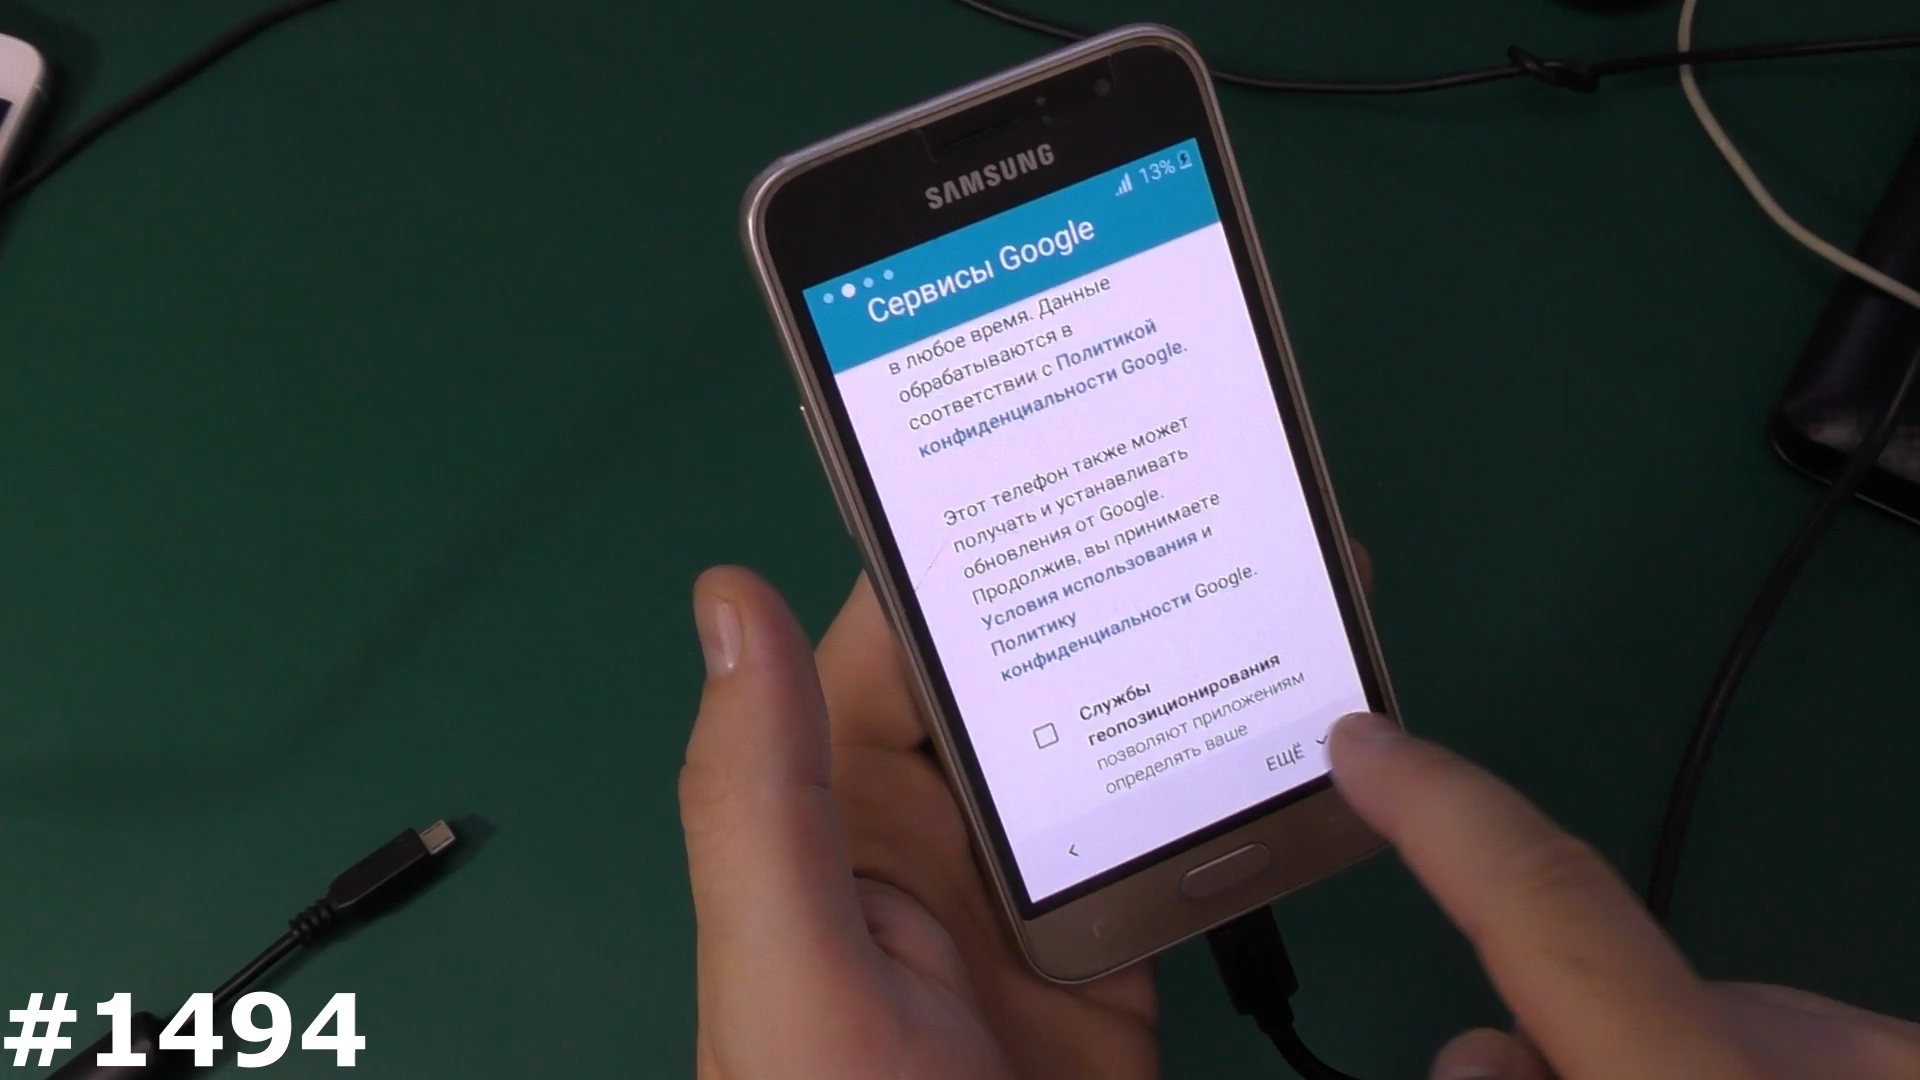 SAMSUNG
13%
Сервисы Google
в любое время. Данные
обрабатываются в
соответствии с Политикой
конфиденциальности Google.
Этот телефон также может
получать и устанавливать
обновления от Google.
Продолжив, вы принимаете
Условия использования и
Политику
конфиденциальности Google.
Службы
геопозиционирования
позволяют приложениям
определять ваше
ЕЩЁ
#1494